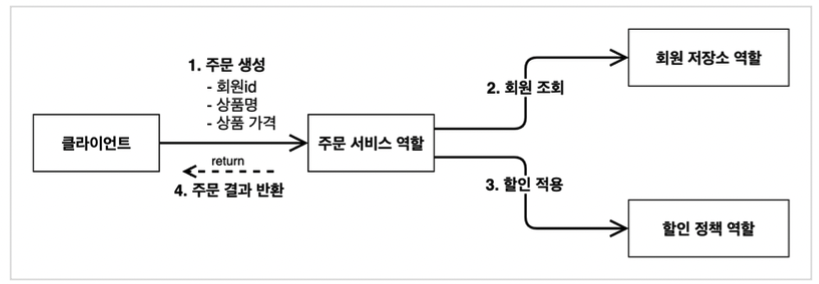 1. 주문 생성
- 회원id
- 상품명
- 상품 가격
클라이언트
주문 서비스 역할
return
4. 주문 결과 반환
2. 회원 조회
회원 저장소 역할
3. 할인 적용
할인 정책 역할